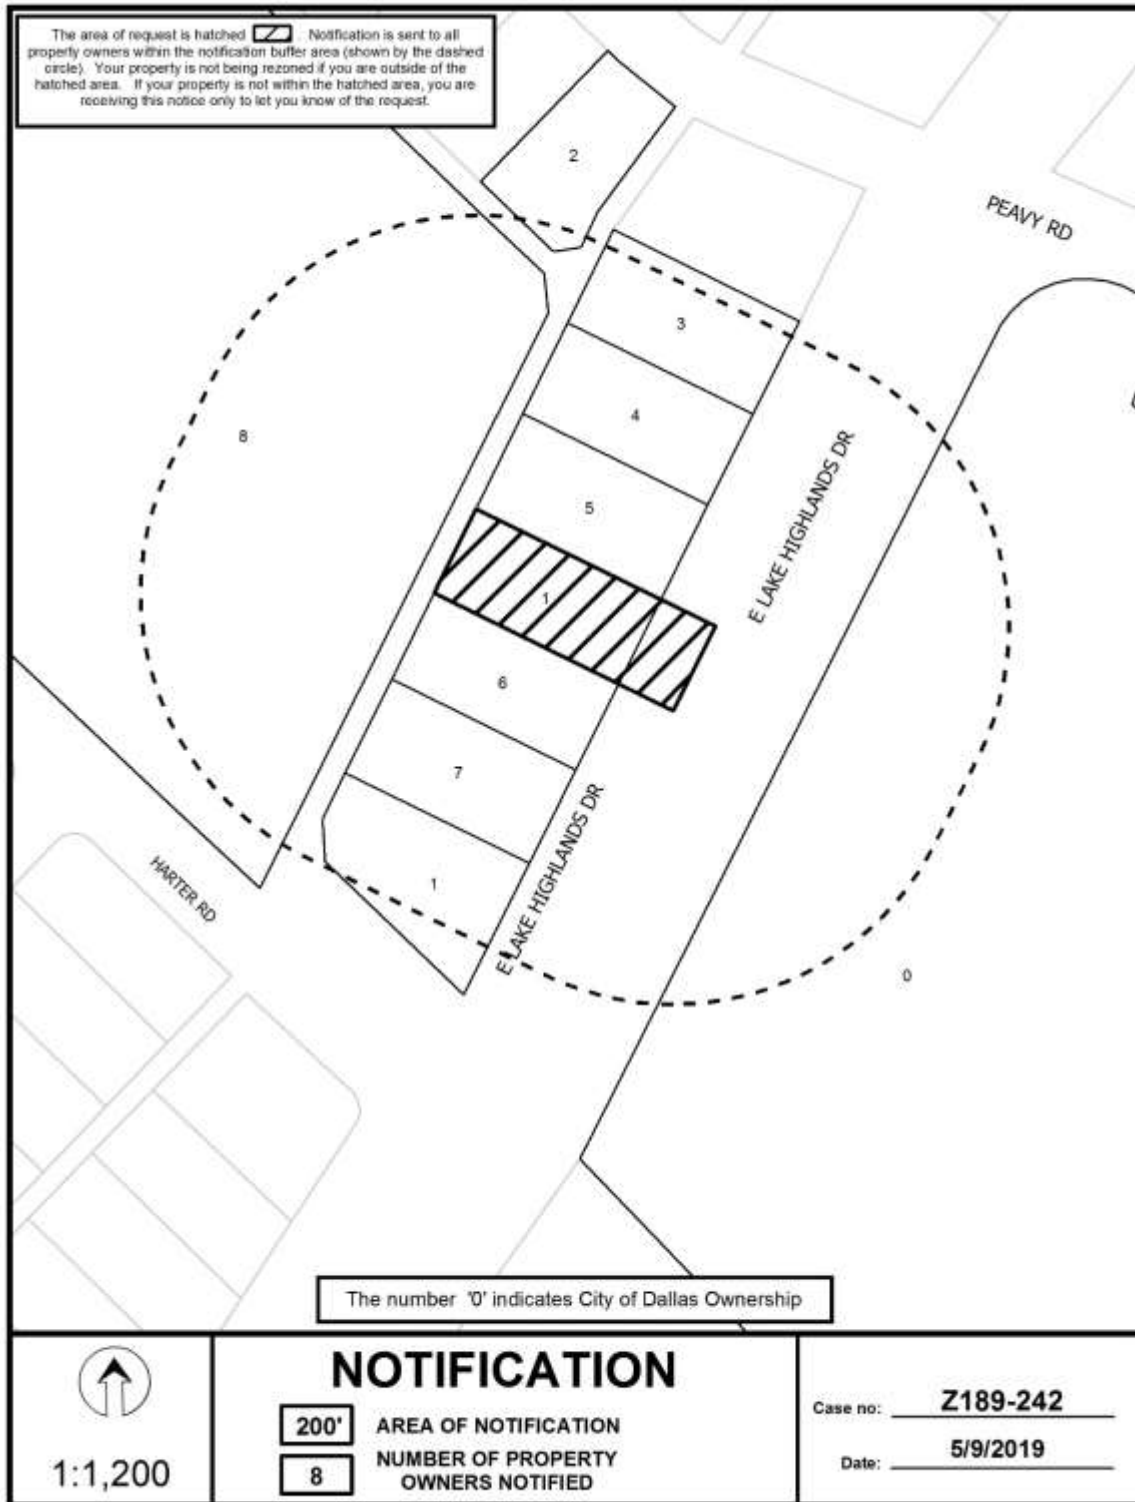 The area of request is hatched . Notification is sent to all
property owners within the notification buffer area (shown by the dashed
circle). Your property is not being rezoned if you are outside of the
hatched area. If your property is not within the hatched area, you are
receiving this notice only to let you know of the request.
2
PEAVY RD
3
4
8
E LAKE HIGHLANDS DR
5
1
6
7
E LAKE HIGHLANDS DR
HARTER RD
1
0
The number '0' indicates City of Dallas Ownership
1:1,200
NOTIFICATION
200' AREA OF NOTIFICATION
8 NUMBER OF PROPERTY
OWNERS NOTIFIED
Case no: Z189-242
Date: 5/9/2019